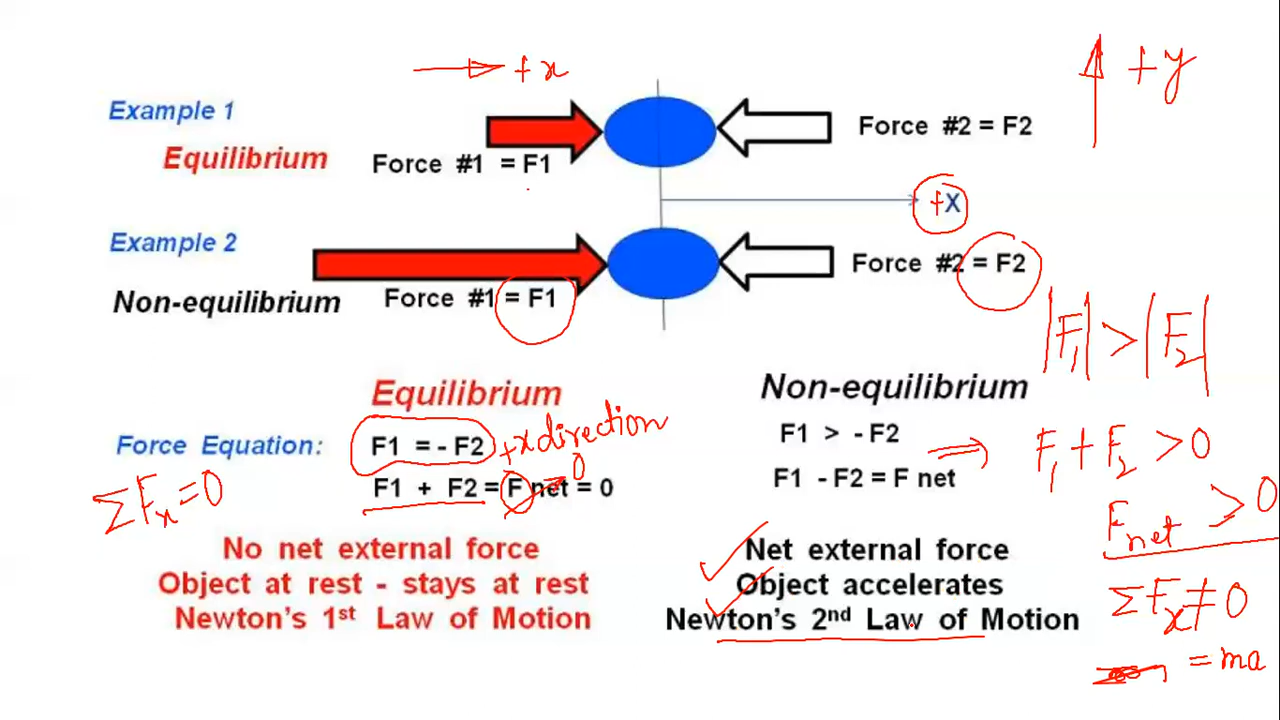 → +x
+y
Example 1
Equilibrium
Force #1 = F1
Force #2 = F2
+X
Example 2
Non-equilibrium
Force #1 = F1
Force #2 = F2
|F₁| > |F₂|
Equilibrium
Non-equilibrium
Force Equation:
F1 = - F2
+x direction
F1 + F2 = F net = 0
0
ΣFₓ = 0
F1 > - F2
⇒ F₁ + F₂ > 0
F1 - F2 = F net
F_net > 0
No net external force
Object at rest - stays at rest
Newton's 1st Law of Motion
Net external force
Object accelerates
Newton's 2nd Law of Motion
ΣFₓ ≠ 0
= ma